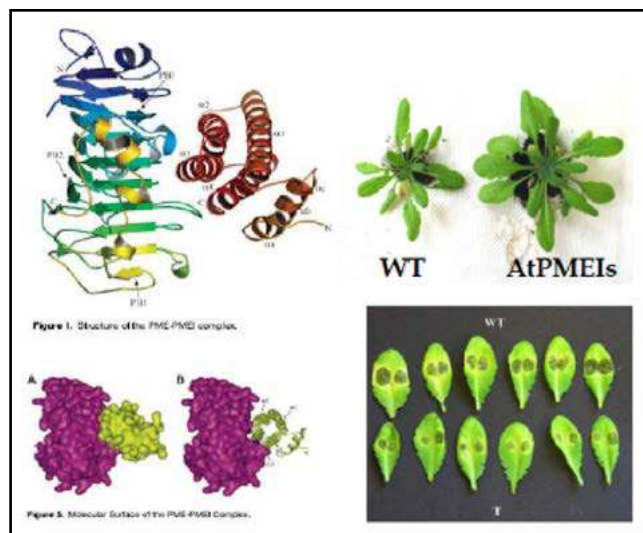 PB2
Figure 1. Structure of the PME-PMEI complex.
A B
Figure 5. Molecular Surface of the PME-PMEI Complex.
WT AtPMEIs
WT
T